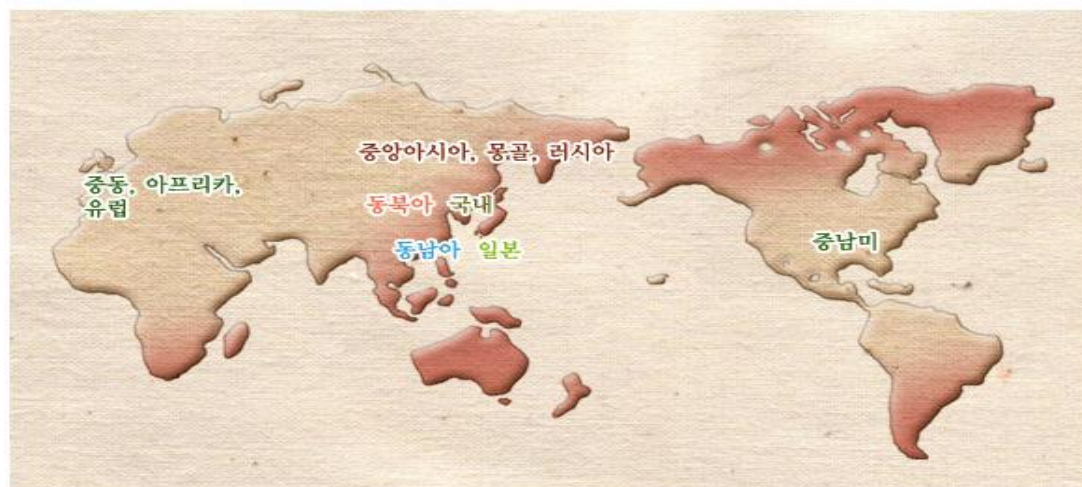 중앙아시아, 몽골, 러시아
중동, 아프리카,
유럽
동북아 국내
중남미
동남아 일본